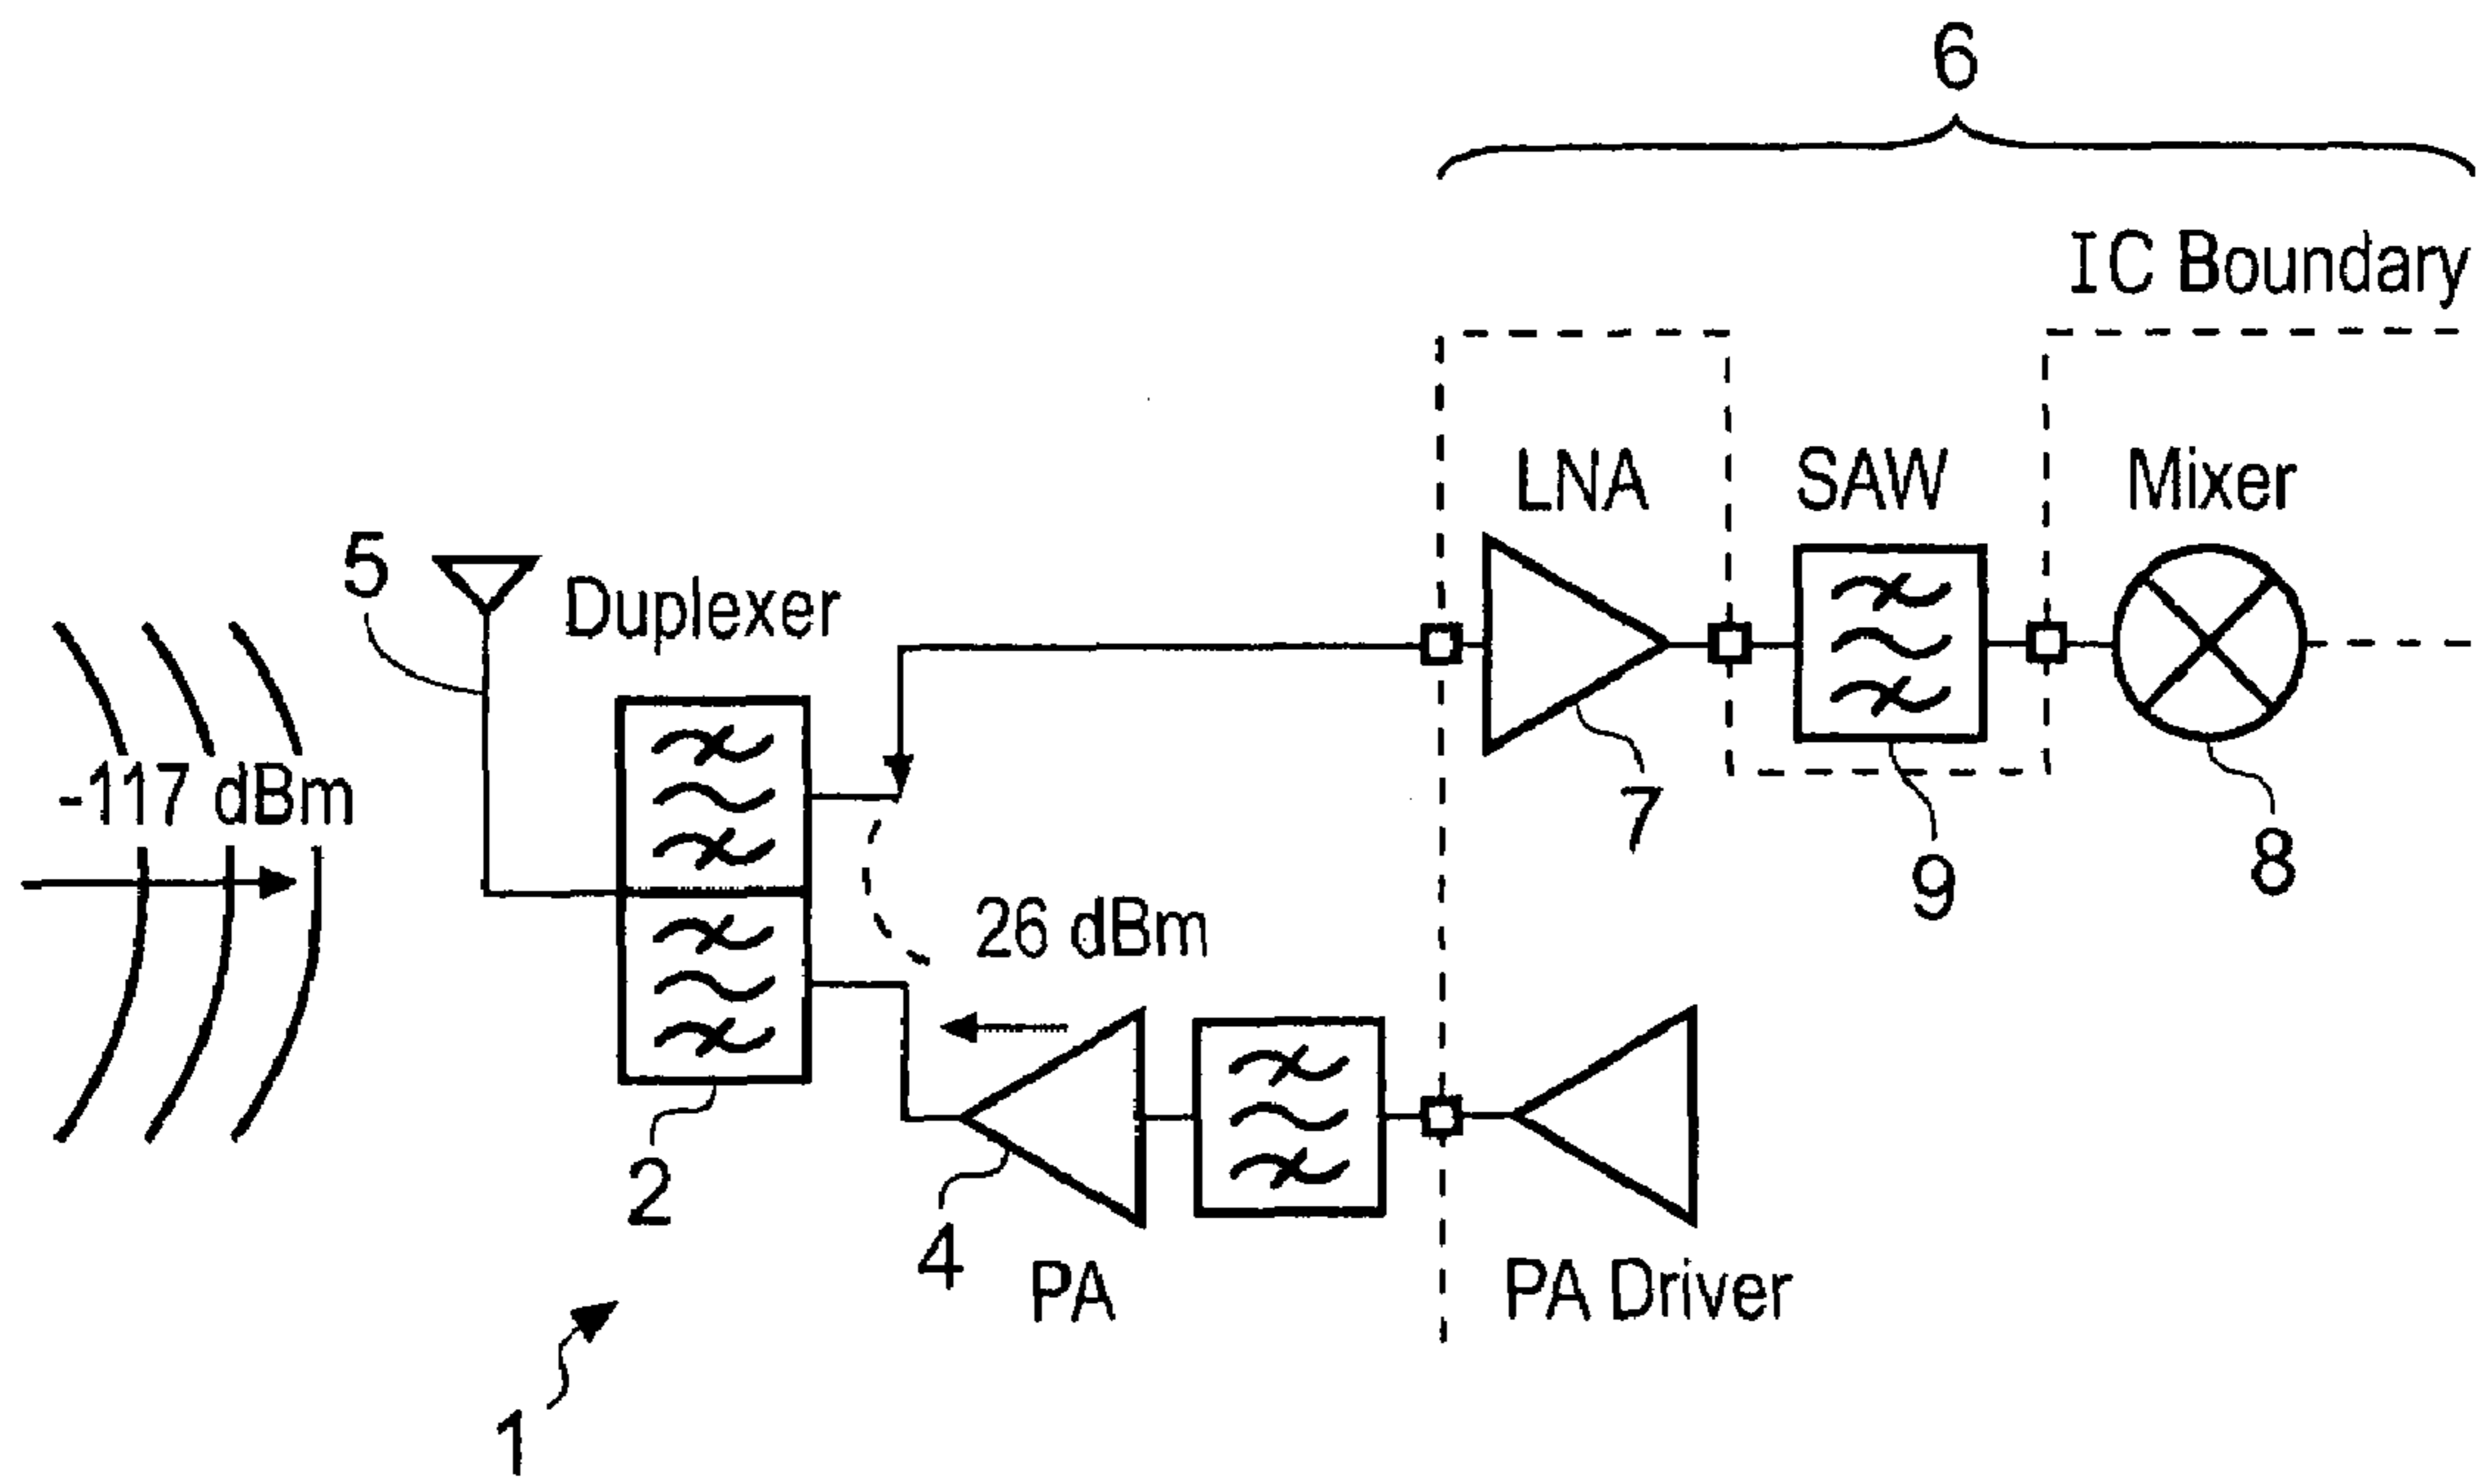 6
IC Boundary
LNA
SAW
Mixer
5
Duplexer
-117 dBm
7
9
8
26 dBm
2
4
PA
PA Driver
1